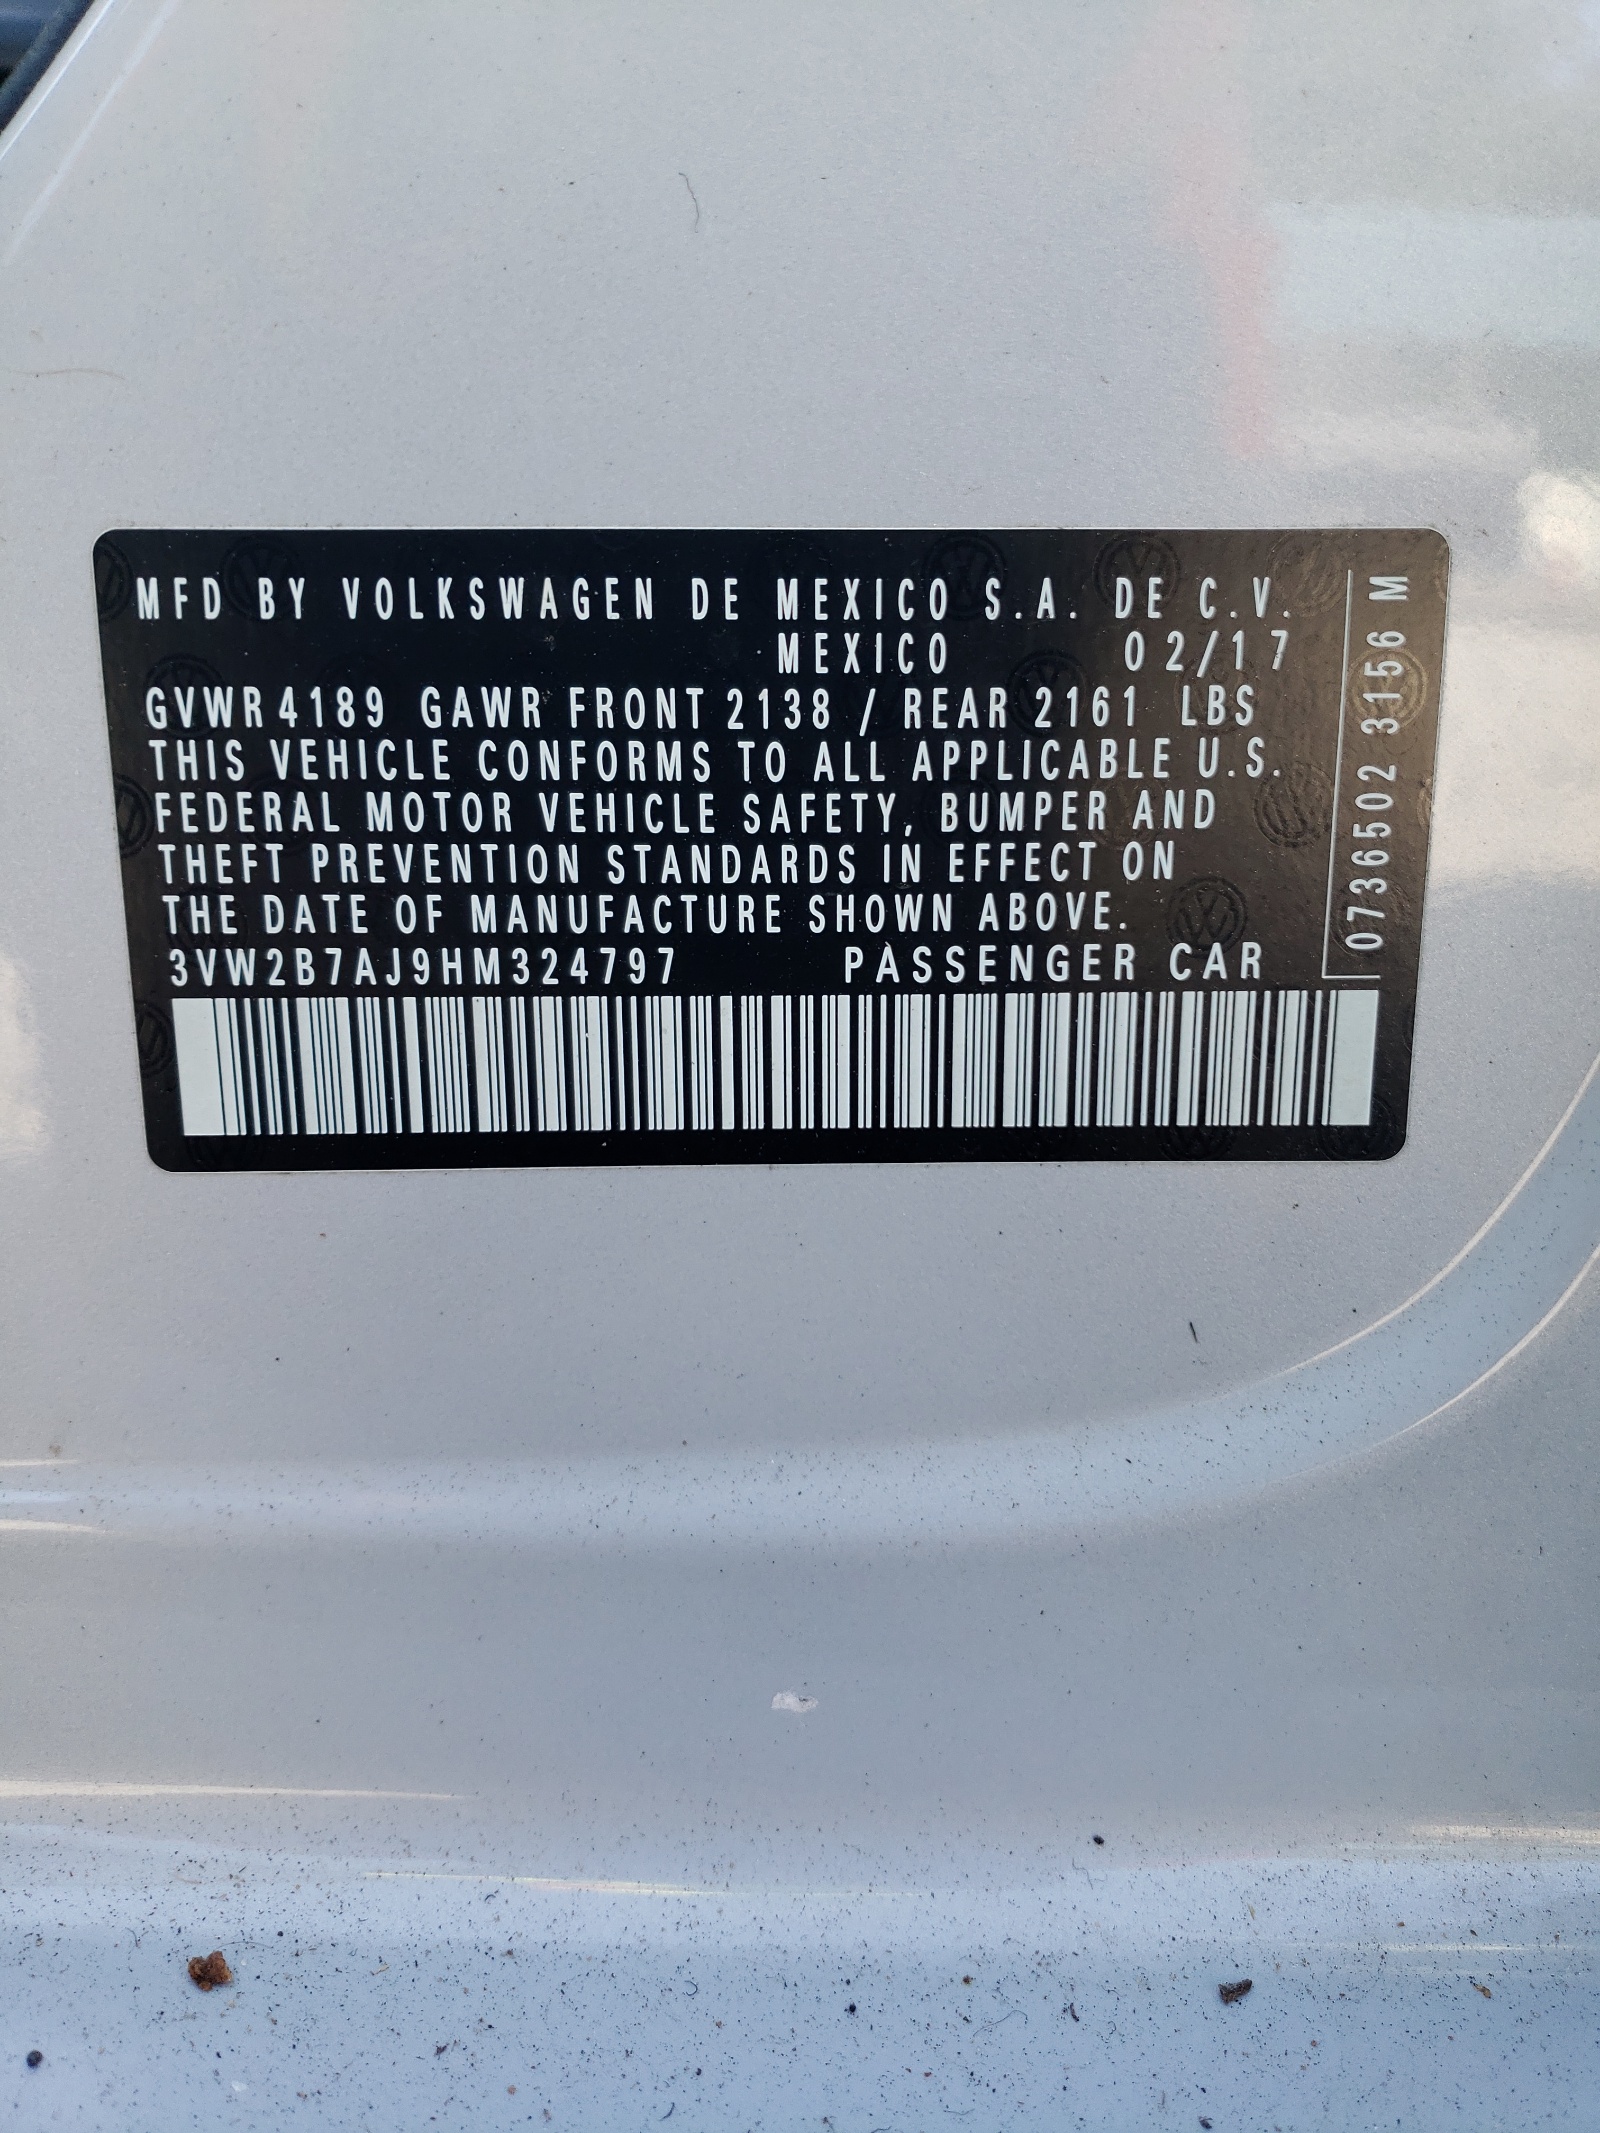 MFD BY VOLKSWAGEN DE MEXICO S.A. DE C.V.
MEXICO 02/17
GVWR 4189 GAWR FRONT 2138 / REAR 2161 LBS
THIS VEHICLE CONFORMS TO ALL APPLICABLE U.S.
FEDERAL MOTOR VEHICLE SAFETY, BUMPER AND
THEFT PREVENTION STANDARDS IN EFFECT ON
THE DATE OF MANUFACTURE SHOWN ABOVE.
3VW2B7AJ9HM324797 PASSENGER CAR
0736502 3156 M